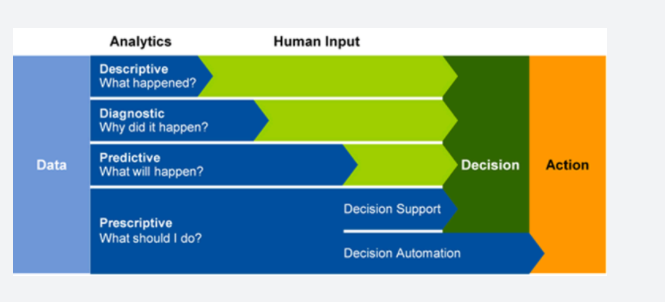 Analytics
Human Input
Descriptive
What happened?
Diagnostic
Why did it happen?
Predictive
What will happen?
Data
Decision
Action
Prescriptive
What should I do?
Decision Support
Decision Automation